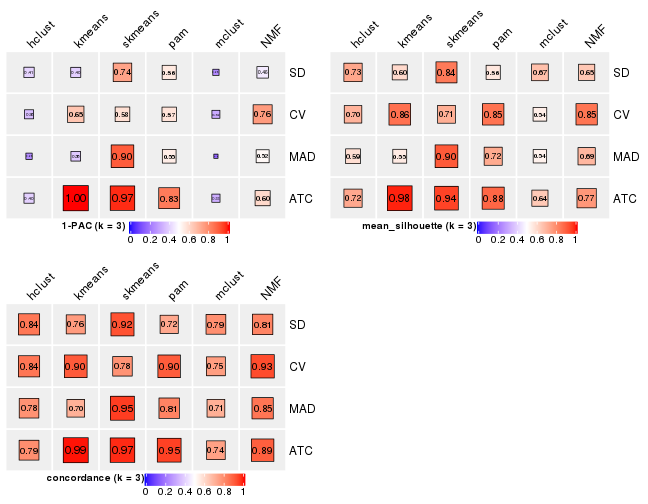 hclust kmeans skmeans pam mclust NMF
0.74 0.56 SD
0.65 0.58 0.57 0.76 CV
0.90 0.55 0.52 MAD
1.00 0.97 0.83 0.60 ATC
1-PAC (k = 3)
0 0.2 0.4 0.6 0.8 1
hclust kmeans skmeans pam mclust NMF
0.73 0.60 0.84 0.56 0.67 0.65 SD
0.70 0.86 0.71 0.85 0.54 0.85 CV
0.59 0.55 0.90 0.72 0.54 0.69 MAD
0.72 0.98 0.94 0.88 0.64 0.77 ATC
mean_silhouette (k = 3)
0 0.2 0.4 0.6 0.8 1
hclust kmeans skmeans pam mclust NMF
0.84 0.76 0.92 0.72 0.79 0.81 SD
0.84 0.90 0.78 0.90 0.75 0.93 CV
0.78 0.70 0.95 0.81 0.71 0.85 MAD
0.79 0.99 0.97 0.95 0.74 0.89 ATC
concordance (k = 3)
0 0.2 0.4 0.6 0.8 1